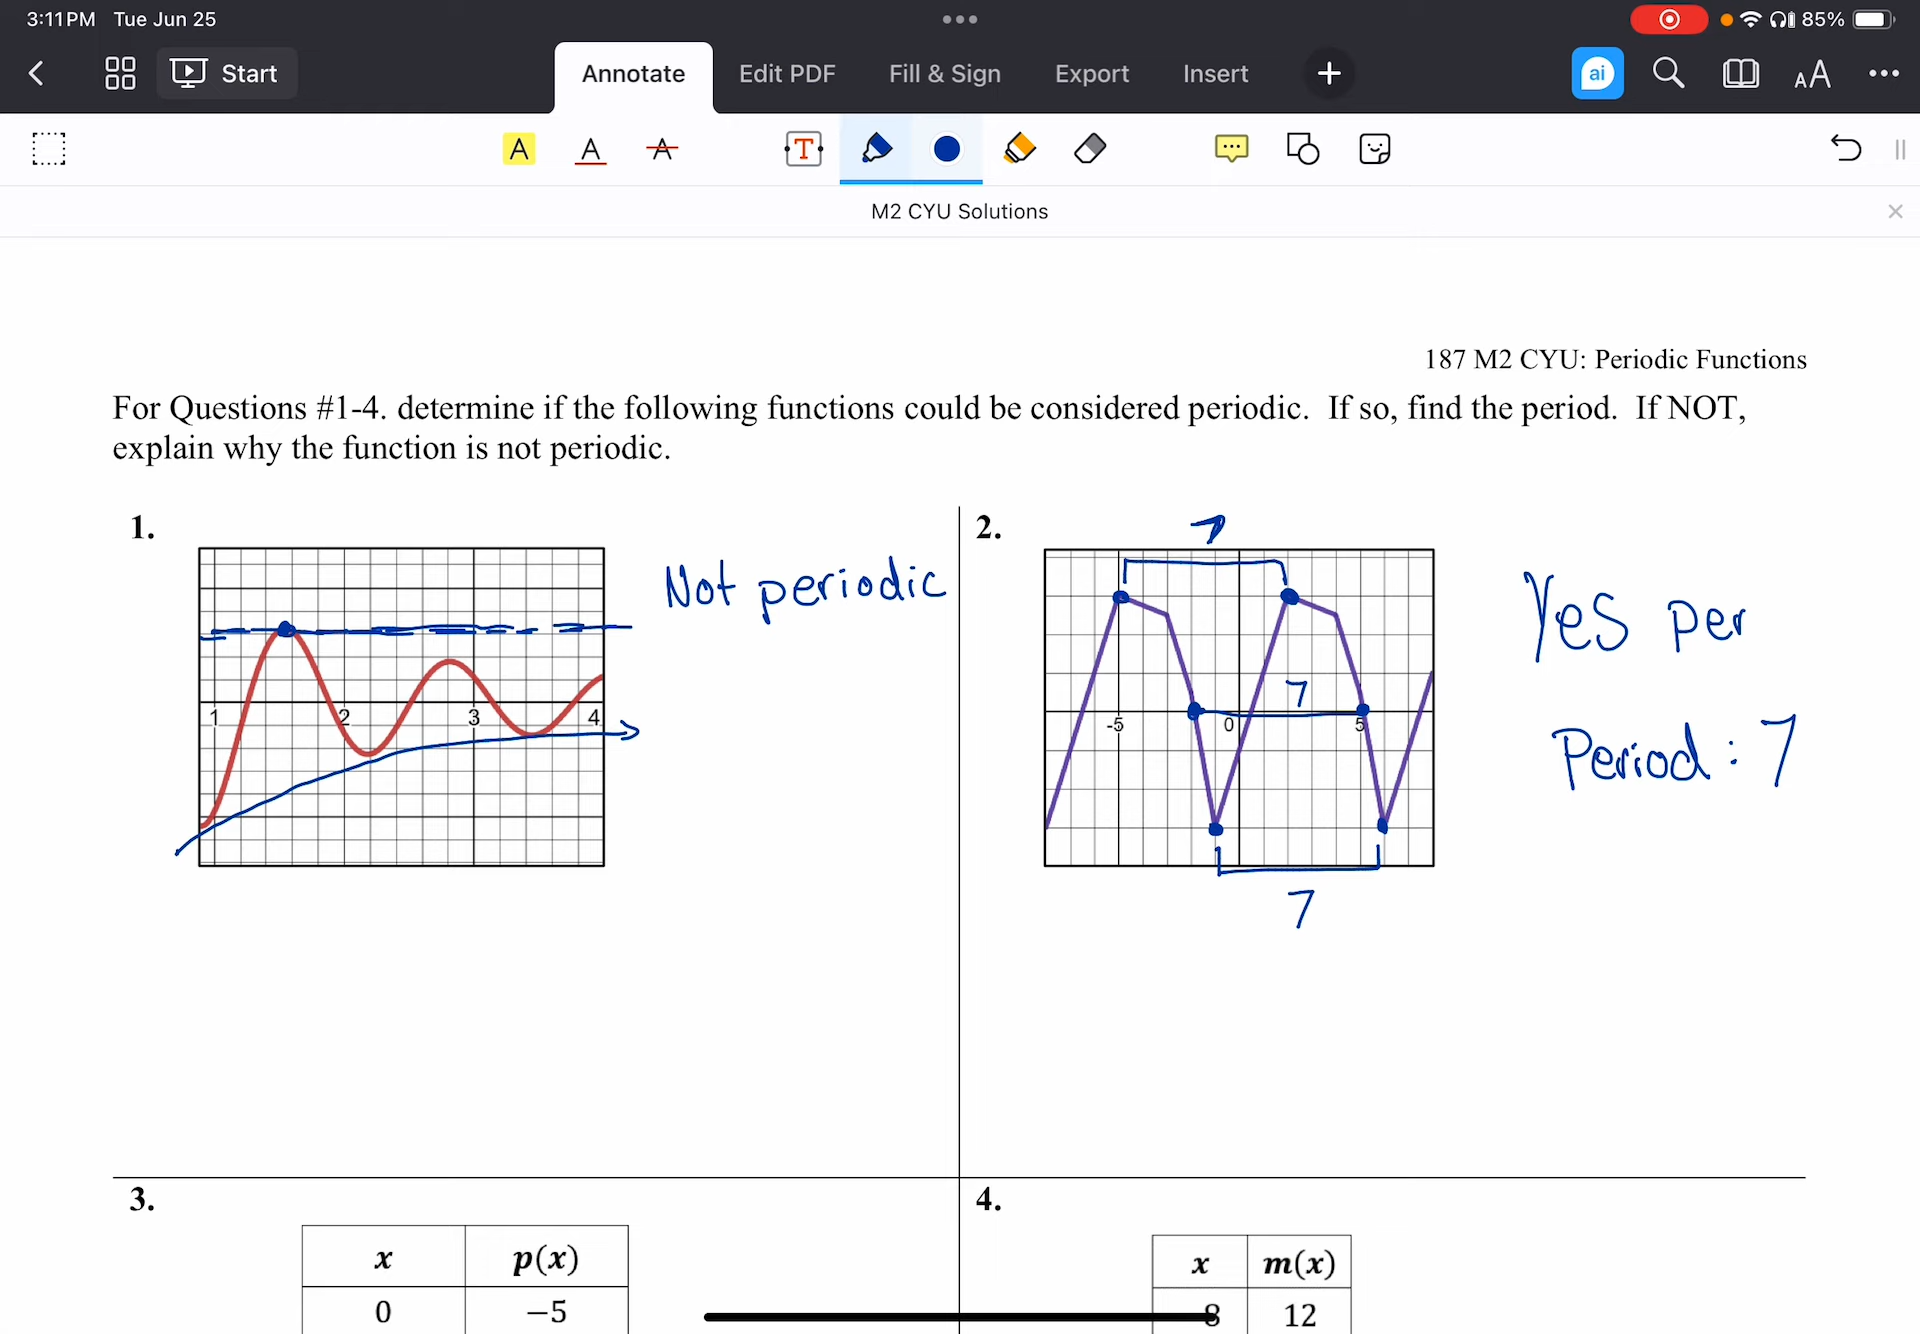 3:11 PM Tue Jun 25
85%
Start
Annotate
Edit PDF
Fill & Sign
Export
Insert
ai
AA
A A A T
M2 CYU Solutions
187 M2 CYU: Periodic Functions
For Questions #1-4. determine if the following functions could be considered periodic. If so, find the period. If NOT,
explain why the function is not periodic.
1.
1 2 3 4
Not periodic
2.
7
-5 0 5
7
7
Yes per
Period : 7
3.
x p(x)
0 −5
4.
x m(x)
8 12